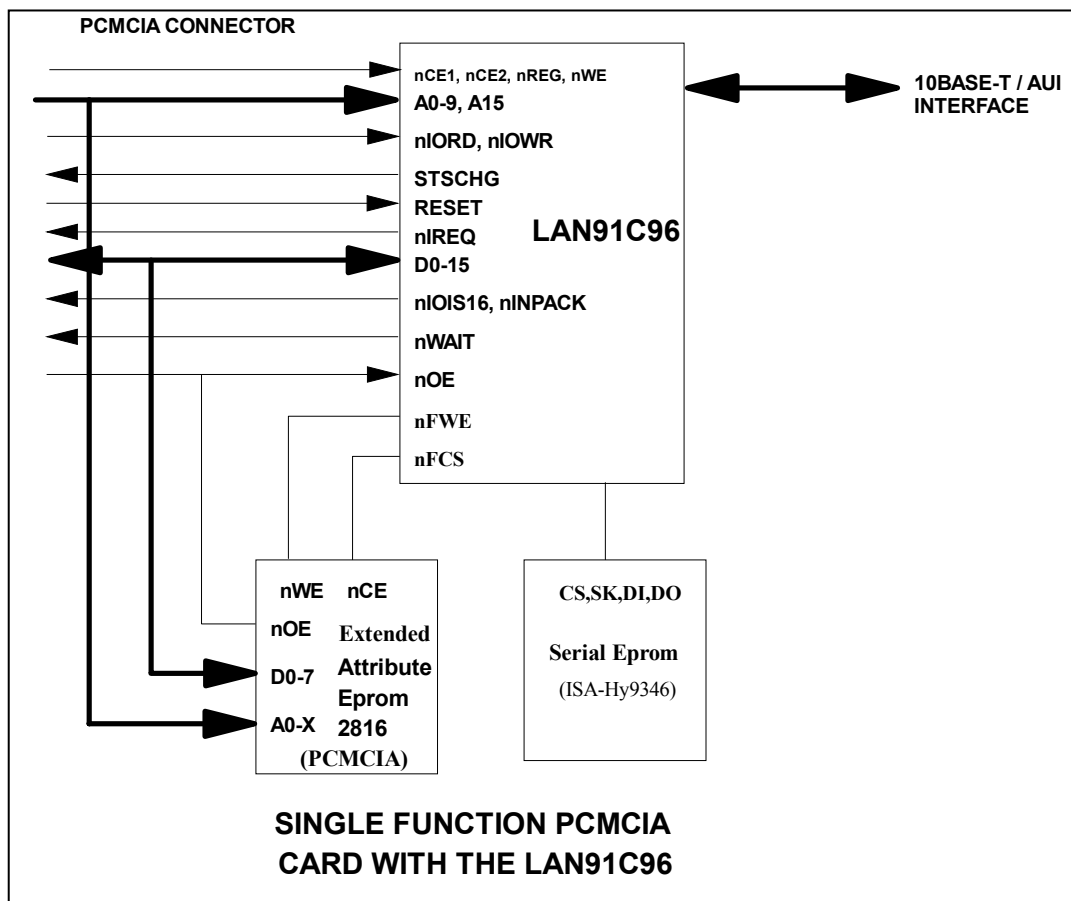 PCMCIA CONNECTOR
nCE1, nCE2, nREG, nWE
A0-9, A15
nIORD, nIOWR
STSCHG
RESET
nIREQ
D0-15
nIOIS16, nINPACK
nWAIT
nOE
nFWE
nFCS
LAN91C96
10BASE-T / AUI
INTERFACE
nWE nCE
nOE Extended
D0-7 Attribute
Eprom
A0-X 2816
(PCMCIA)
CS,SK,DI,DO
Serial Eprom
(ISA-Hy9346)
SINGLE FUNCTION PCMCIA
CARD WITH THE LAN91C96